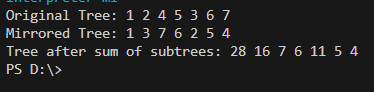 Original Tree: 1 2 4 5 3 6 7
Mirrored Tree: 1 3 7 6 2 5 4
Tree after sum of subtrees: 28 16 7 6 11 5 4
PS D:\>